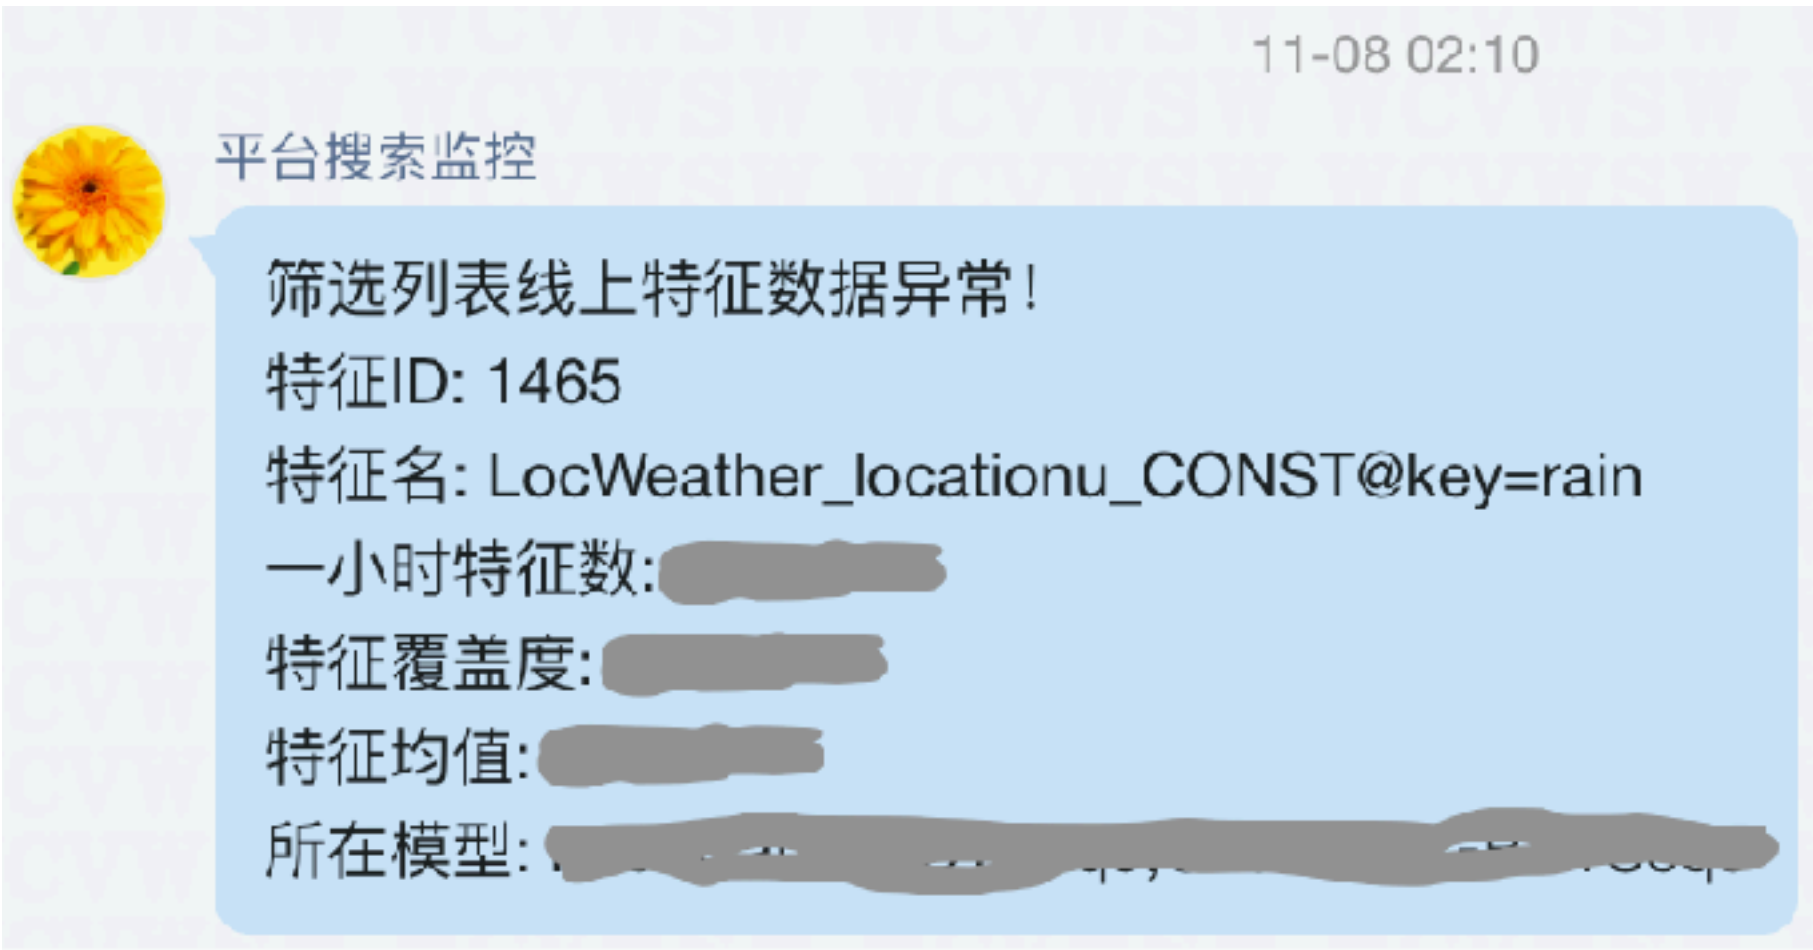 11-08 02:10
平台搜索监控
筛选列表线上特征数据异常!
特征ID: 1465
特征名: LocWeather_locationu_CONST@key=rain
一小时特征数:
特征覆盖度:
特征均值:
所在模型: